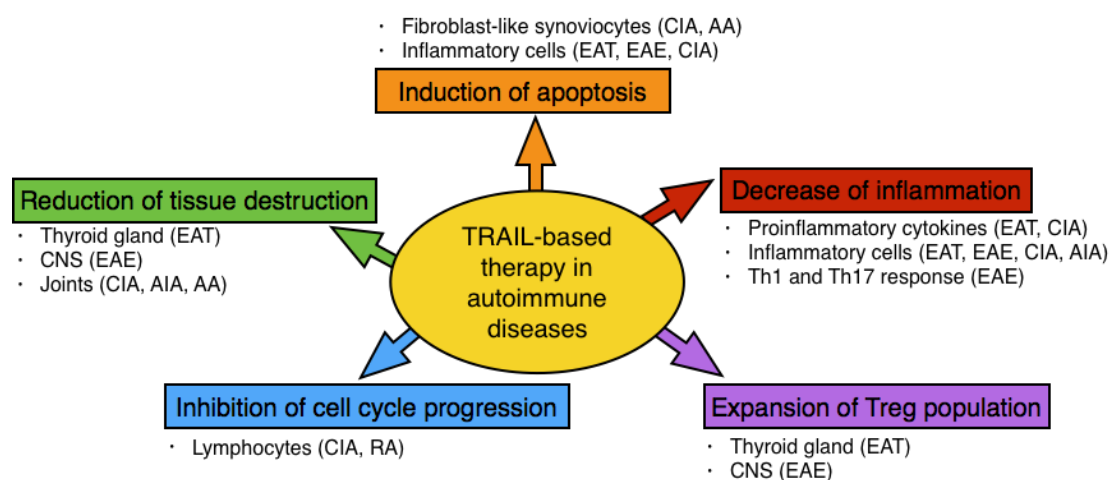 · Fibroblast-like synoviocytes (CIA, AA)
· Inflammatory cells (EAT, EAE, CIA)
Induction of apoptosis
Reduction of tissue destruction
· Thyroid gland (EAT)
· CNS (EAE)
· Joints (CIA, AIA, AA)
TRAIL-based
therapy in
autoimmune
diseases
Decrease of inflammation
· Proinflammatory cytokines (EAT, CIA)
· Inflammatory cells (EAT, EAE, CIA, AIA)
· Th1 and Th17 response (EAE)
Inhibition of cell cycle progression
· Lymphocytes (CIA, RA)
Expansion of Treg population
· Thyroid gland (EAT)
· CNS (EAE)